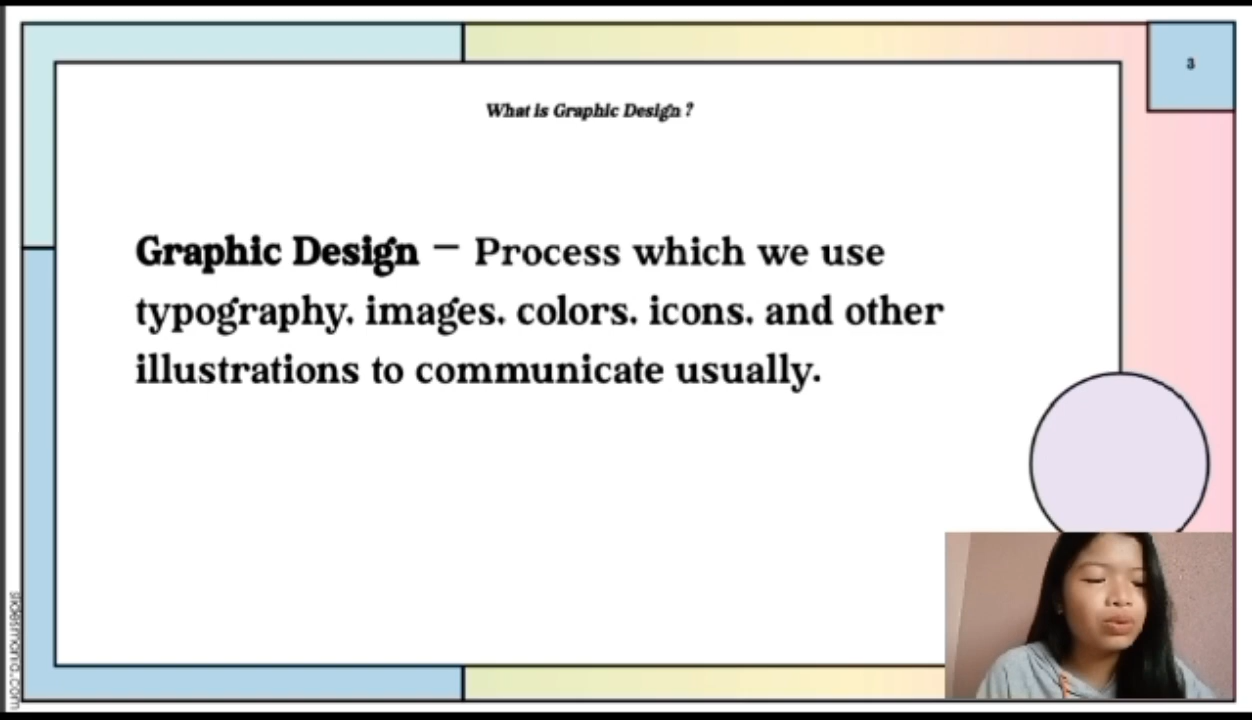 3
What is Graphic Design ?
Graphic Design – Process which we use
typography. images. colors. icons. and other
illustrations to communicate usually.
slidesmania.com